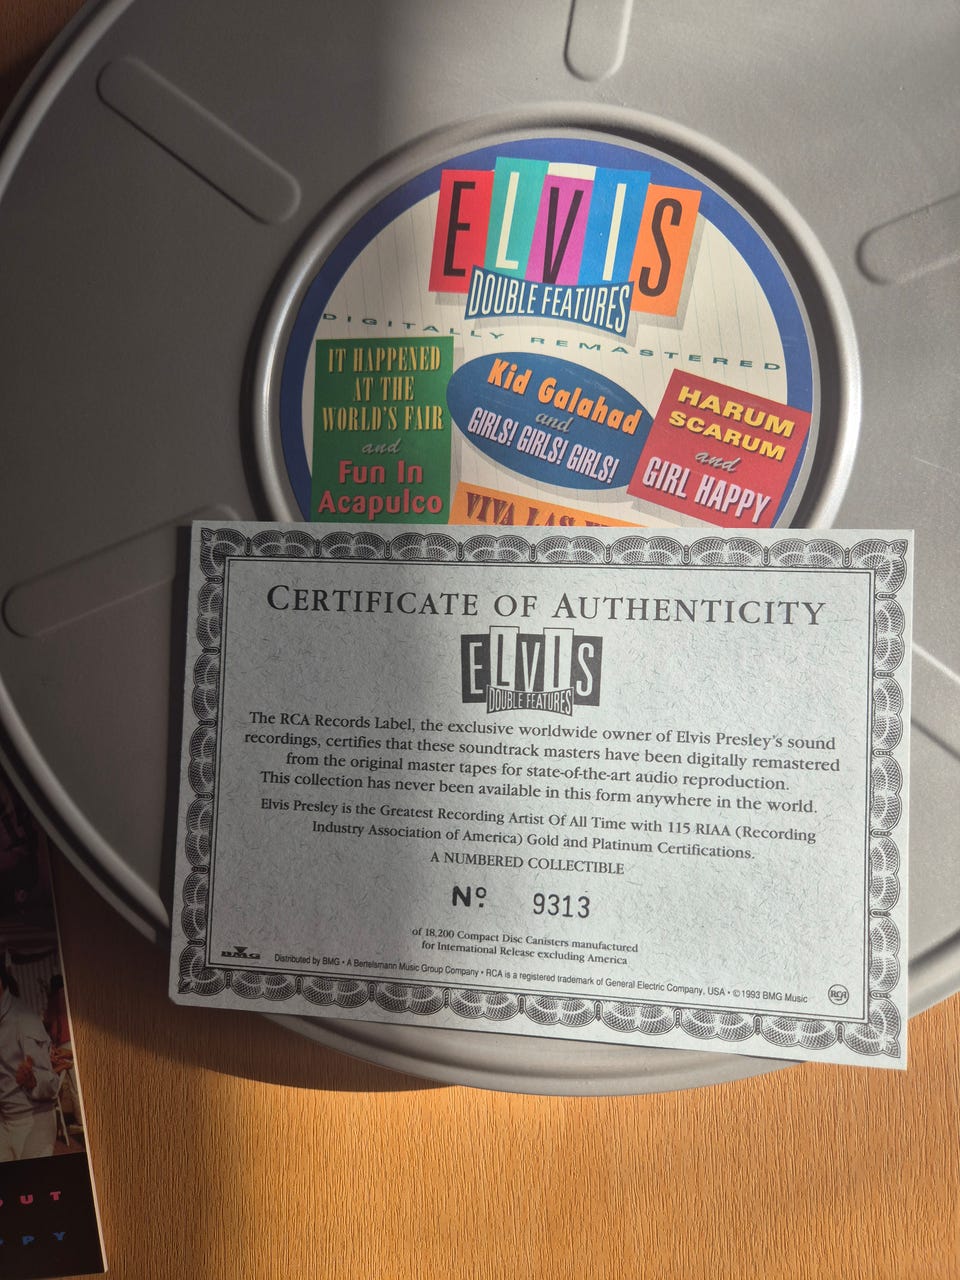 ELVIS
DOUBLE FEATURES
DIGITALLY REMASTERED
IT HAPPENED
AT THE
WORLD'S FAIR
and
Fun In
Acapulco
Kid Galahad
and
GIRLS! GIRLS! GIRLS!
HARUM
SCARUM
and
GIRL HAPPY
VIVA LAS
CERTIFICATE OF AUTHENTICITY
ELVIS
DOUBLE FEATURES
The RCA Records Label, the exclusive worldwide owner of Elvis Presley's sound
recordings, certifies that these soundtrack masters have been digitally remastered
from the original master tapes for state-of-the-art audio reproduction.
This collection has never been available in this form anywhere in the world.
Elvis Presley is the Greatest Recording Artist Of All Time with 115 RIAA (Recording
Industry Association of America) Gold and Platinum Certifications.
A NUMBERED COLLECTIBLE
Nº 9313
of 18,200 Compact Disc Canisters manufactured
for International Release excluding America
BMG
Distributed by BMG • A Bertelsmann Music Group Company • RCA is a registered trademark of General Electric Company, USA • © 1993 BMG Music
RCA
OUT
PPY